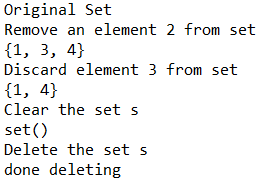 Original Set
Remove an element 2 from set
{1, 3, 4}
Discard element 3 from set
{1, 4}
Clear the set s
set()
Delete the set s
done deleting